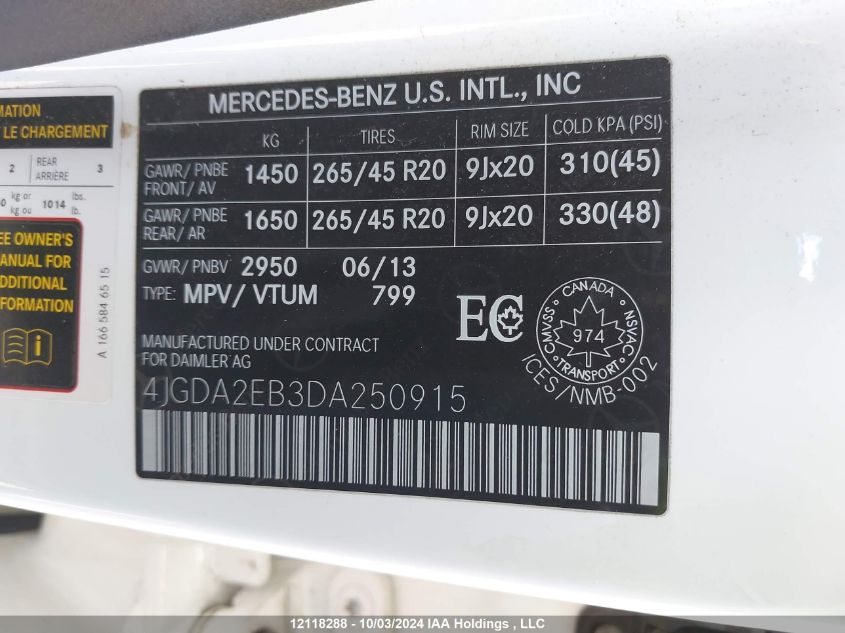 MATION
LE CHARGEMENT
2 REAR ARRIÈRE 3
kg or kg ou 1014 lbs. lb.
EE OWNER'S
ANUAL FOR
DDITIONAL
FORMATION
A 166 584 65 15
MERCEDES-BENZ U.S. INTL., INC
KG TIRES RIM SIZE COLD KPA (PSI)
GAWR/ PNBE FRONT/ AV 1450 265/45 R20 9Jx20 310(45)
GAWR/ PNBE REAR/ AR 1650 265/45 R20 9Jx20 330(48)
GVWR/ PNBV 2950 06/13
TYPE: MPV/ VTUM 799
MANUFACTURED UNDER CONTRACT
FOR DAIMLER AG
4JGDA2EB3DA250915
EC
CANADA
CMVSS 974 NSVAC
TRANSPORT
ICES/NMB-002
12118288 - 10/03/2024 IAA Holdings , LLC